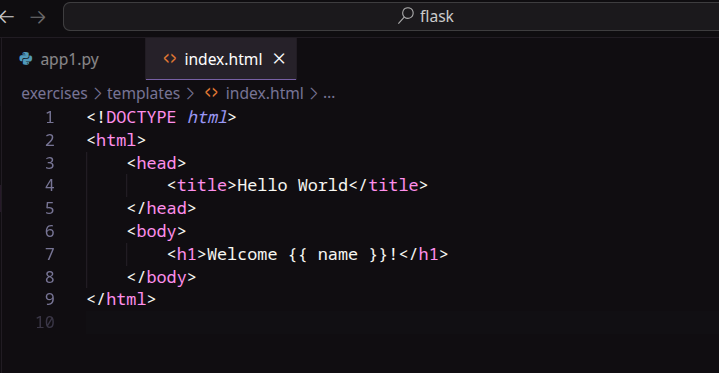 flask
app1.py
index.html
exercises > templates > index.html > ...
1 <!DOCTYPE html>
2 <html>
3     <head>
4         <title>Hello World</title>
5     </head>
6     <body>
7         <h1>Welcome {{ name }}!</h1>
8     </body>
9 </html>
10